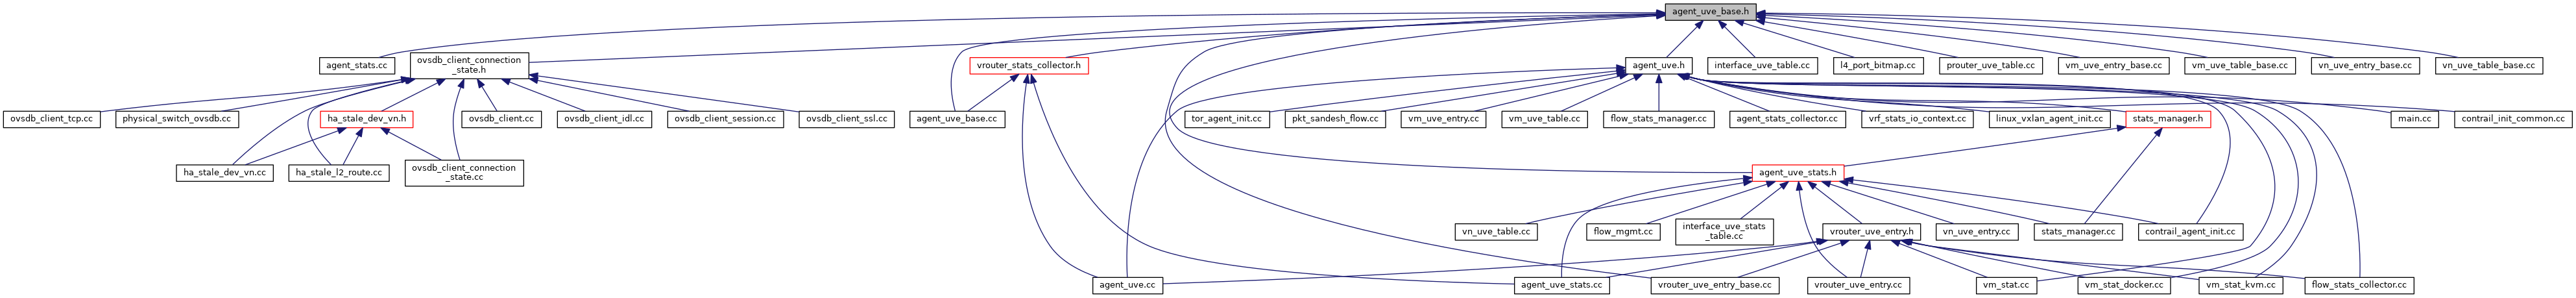 agent_uve_base.h
agent_stats.cc
ovsdb_client_connection
_state.h
vrouter_stats_collector.h
agent_uve.h
interface_uve_table.cc
l4_port_bitmap.cc
prouter_uve_table.cc
vm_uve_entry_base.cc
vm_uve_table_base.cc
vn_uve_entry_base.cc
vn_uve_table_base.cc
ovsdb_client_tcp.cc
physical_switch_ovsdb.cc
ha_stale_dev_vn.h
ovsdb_client.cc
ovsdb_client_idl.cc
ovsdb_client_session.cc
ovsdb_client_ssl.cc
agent_uve_base.cc
tor_agent_init.cc
pkt_sandesh_flow.cc
vm_uve_entry.cc
vm_uve_table.cc
flow_stats_manager.cc
agent_stats_collector.cc
vrf_stats_io_context.cc
linux_vxlan_agent_init.cc
stats_manager.h
main.cc
contrail_init_common.cc
ha_stale_dev_vn.cc
ha_stale_l2_route.cc
ovsdb_client_connection
_state.cc
agent_uve_stats.h
vn_uve_table.cc
flow_mgmt.cc
interface_uve_stats
_table.cc
vrouter_uve_entry.h
vn_uve_entry.cc
stats_manager.cc
contrail_agent_init.cc
agent_uve.cc
agent_uve_stats.cc
vrouter_uve_entry_base.cc
vrouter_uve_entry.cc
vm_stat.cc
vm_stat_docker.cc
vm_stat_kvm.cc
flow_stats_collector.cc